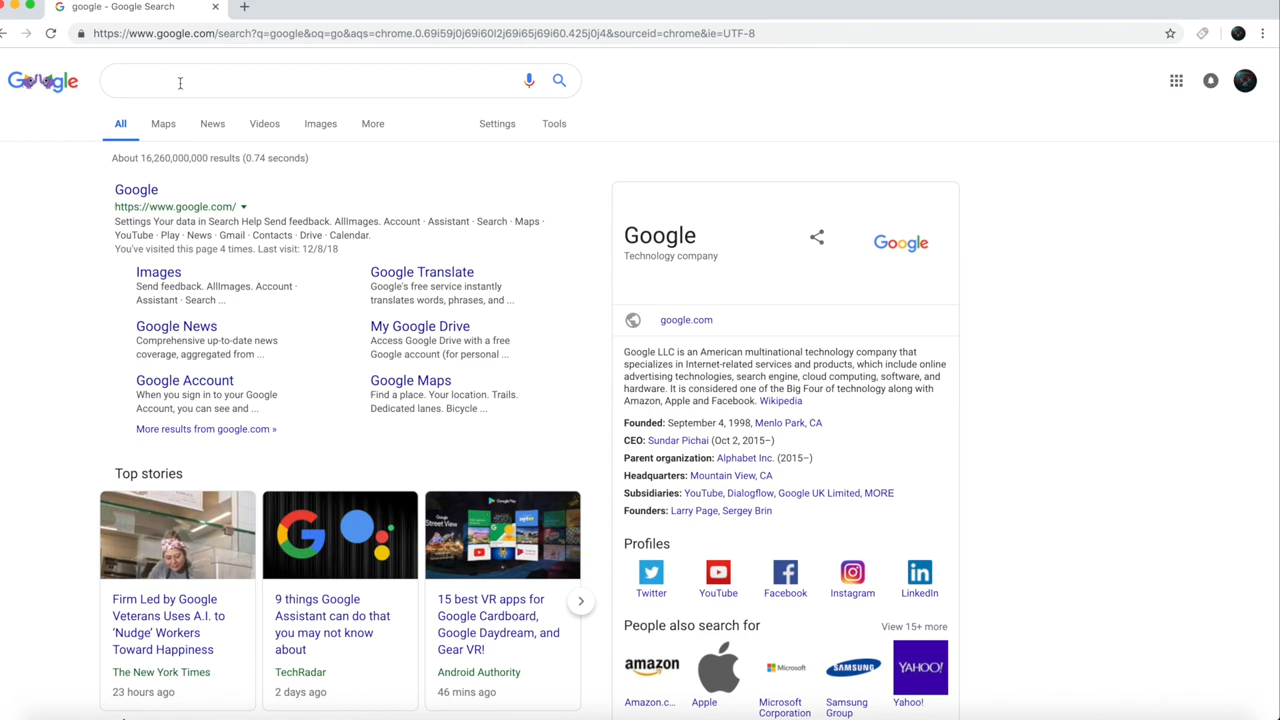 google - Google Search
https://www.google.com/search?q=google&oq=go&aqs=chrome.0.69i59j0j69i60l2j69i65j69i60.425j0j4&sourceid=chrome&ie=UTF-8
Google
All Maps News Videos Images More Settings Tools
About 16,260,000,000 results (0.74 seconds)
Google
https://www.google.com/
Settings Your data in Search Help Send feedback. AllImages. Account · Assistant · Search · Maps ·
YouTube · Play · News · Gmail · Contacts · Drive · Calendar.
You've visited this page 4 times. Last visit: 12/8/18
Images
Send feedback. AllImages. Account ·
Assistant · Search ...
Google Translate
Google's free service instantly
translates words, phrases, and ...
Google News
Comprehensive up-to-date news
coverage, aggregated from ...
My Google Drive
Access Google Drive with a free
Google account (for personal ...
Google Account
When you sign in to your Google
Account, you can see and ...
Google Maps
Find a place. Your location. Trails.
Dedicated lanes. Bicycle ...
More results from google.com »
Top stories
Firm Led by Google
Veterans Uses A.I. to
‘Nudge’ Workers
Toward Happiness
The New York Times
23 hours ago
9 things Google
Assistant can do that
you may not know
about
TechRadar
2 days ago
Google Play
Google
Street View
15 best VR apps for
Google Cardboard,
Google Daydream, and
Gear VR!
Android Authority
46 mins ago
Google
Technology company
Google
google.com
Google LLC is an American multinational technology company that
specializes in Internet-related services and products, which include online
advertising technologies, search engine, cloud computing, software, and
hardware. It is considered one of the Big Four of technology along with
Amazon, Apple and Facebook. Wikipedia
Founded: September 4, 1998, Menlo Park, CA
CEO: Sundar Pichai (Oct 2, 2015–)
Parent organization: Alphabet Inc. (2015–)
Headquarters: Mountain View, CA
Subsidiaries: YouTube, Dialogflow, Google UK Limited, MORE
Founders: Larry Page, Sergey Brin
Profiles
Twitter YouTube Facebook Instagram LinkedIn
People also search for View 15+ more
amazon Microsoft SAMSUNG YAHOO!
Amazon.c... Apple Microsoft
Corporation Samsung
Group Yahoo!